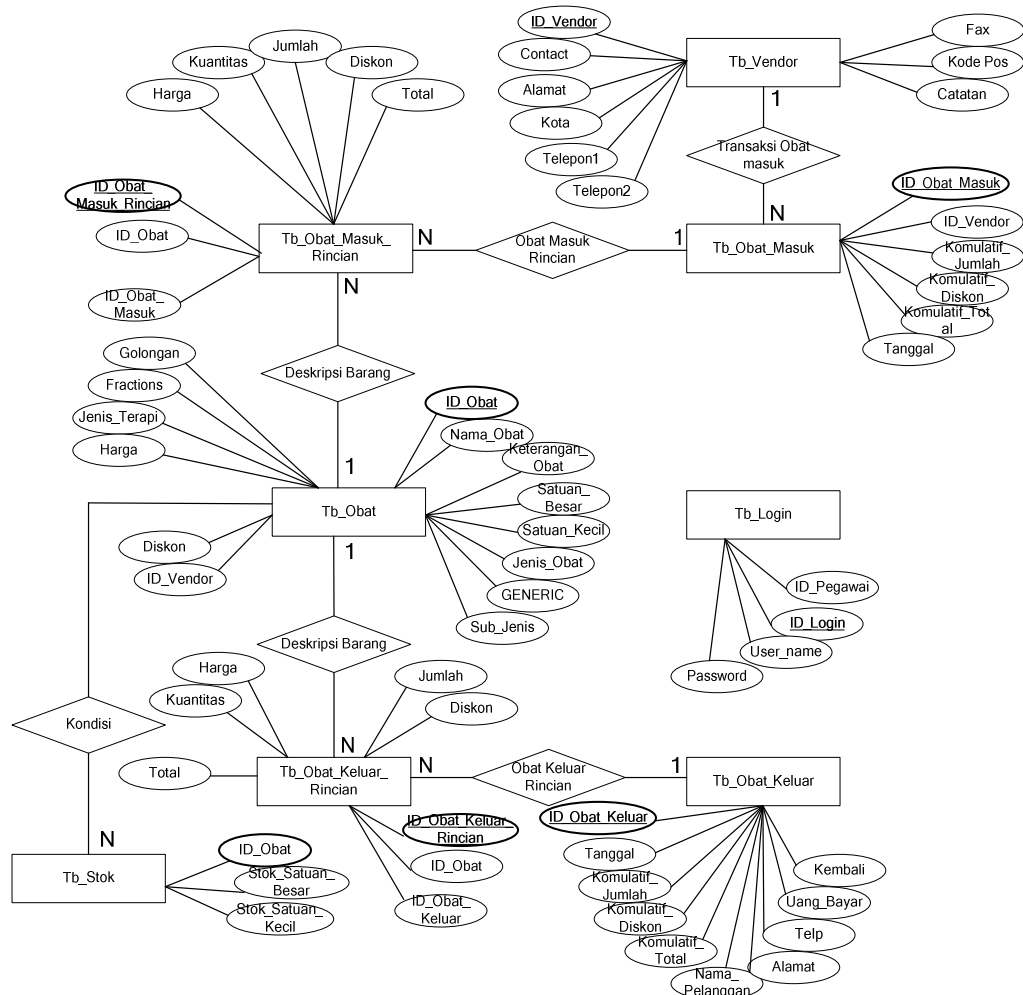 ID_Vendor
Contact
Alamat
Kota
Telepon1
Telepon2
Tb_Vendor
1
Fax
Kode Pos
Catatan
Jumlah
Kuantitas
Diskon
Harga
Total
Transaksi Obat
masuk
N
ID_Obat_
Masuk_Rincian
ID_Obat
ID_Obat_
Masuk
Tb_Obat_Masuk_
Rincian
N
N
Obat Masuk
Rincian
1
Tb_Obat_Masuk
ID_Obat_Masuk
ID_Vendor
Komulatif_
Jumlah
Komulatif_
Diskon
Komulatif_Tot
al
Tanggal
Deskripsi Barang
1
Golongan
Fractions
Jenis_Terapi
Harga
ID_Obat
Nama_Obat
Keterangan_
Obat
Satuan_
Besar
Satuan_Kecil
Jenis_Obat
GENERIC
Sub_Jenis
Tb_Obat
1
Diskon
ID_Vendor
Tb_Login
ID_Pegawai
ID_Login
User_name
Password
Deskripsi Barang
N
Kondisi
N
Harga
Kuantitas
Total
Jumlah
Diskon
Tb_Obat_Keluar_
Rincian
N
Obat Keluar
Rincian
1
Tb_Obat_Keluar
ID_Obat_Keluar_
Rincian
ID_Obat
ID_Obat_
Keluar
Tb_Stok
ID_Obat
Stok_Satuan_
Besar
Stok_Satuan_
Kecil
ID_Obat_Keluar
Tanggal
Komulatif_
Jumlah
Komulatif_
Diskon
Komulatif_
Total
Nama_
Pelanggan
Alamat
Telp
Uang_Bayar
Kembali